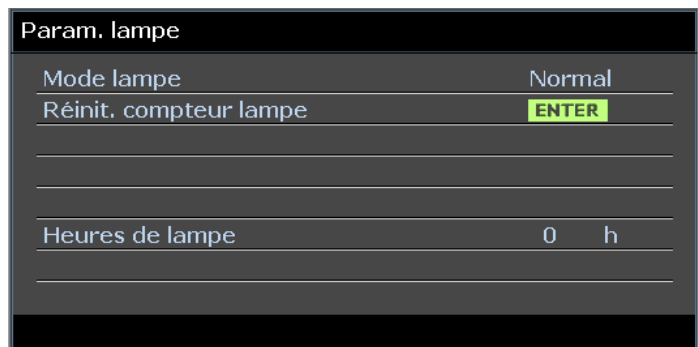 Param. lampe
Mode lampe Normal
Réinit. compteur lampe ENTER
Heures de lampe 0 h